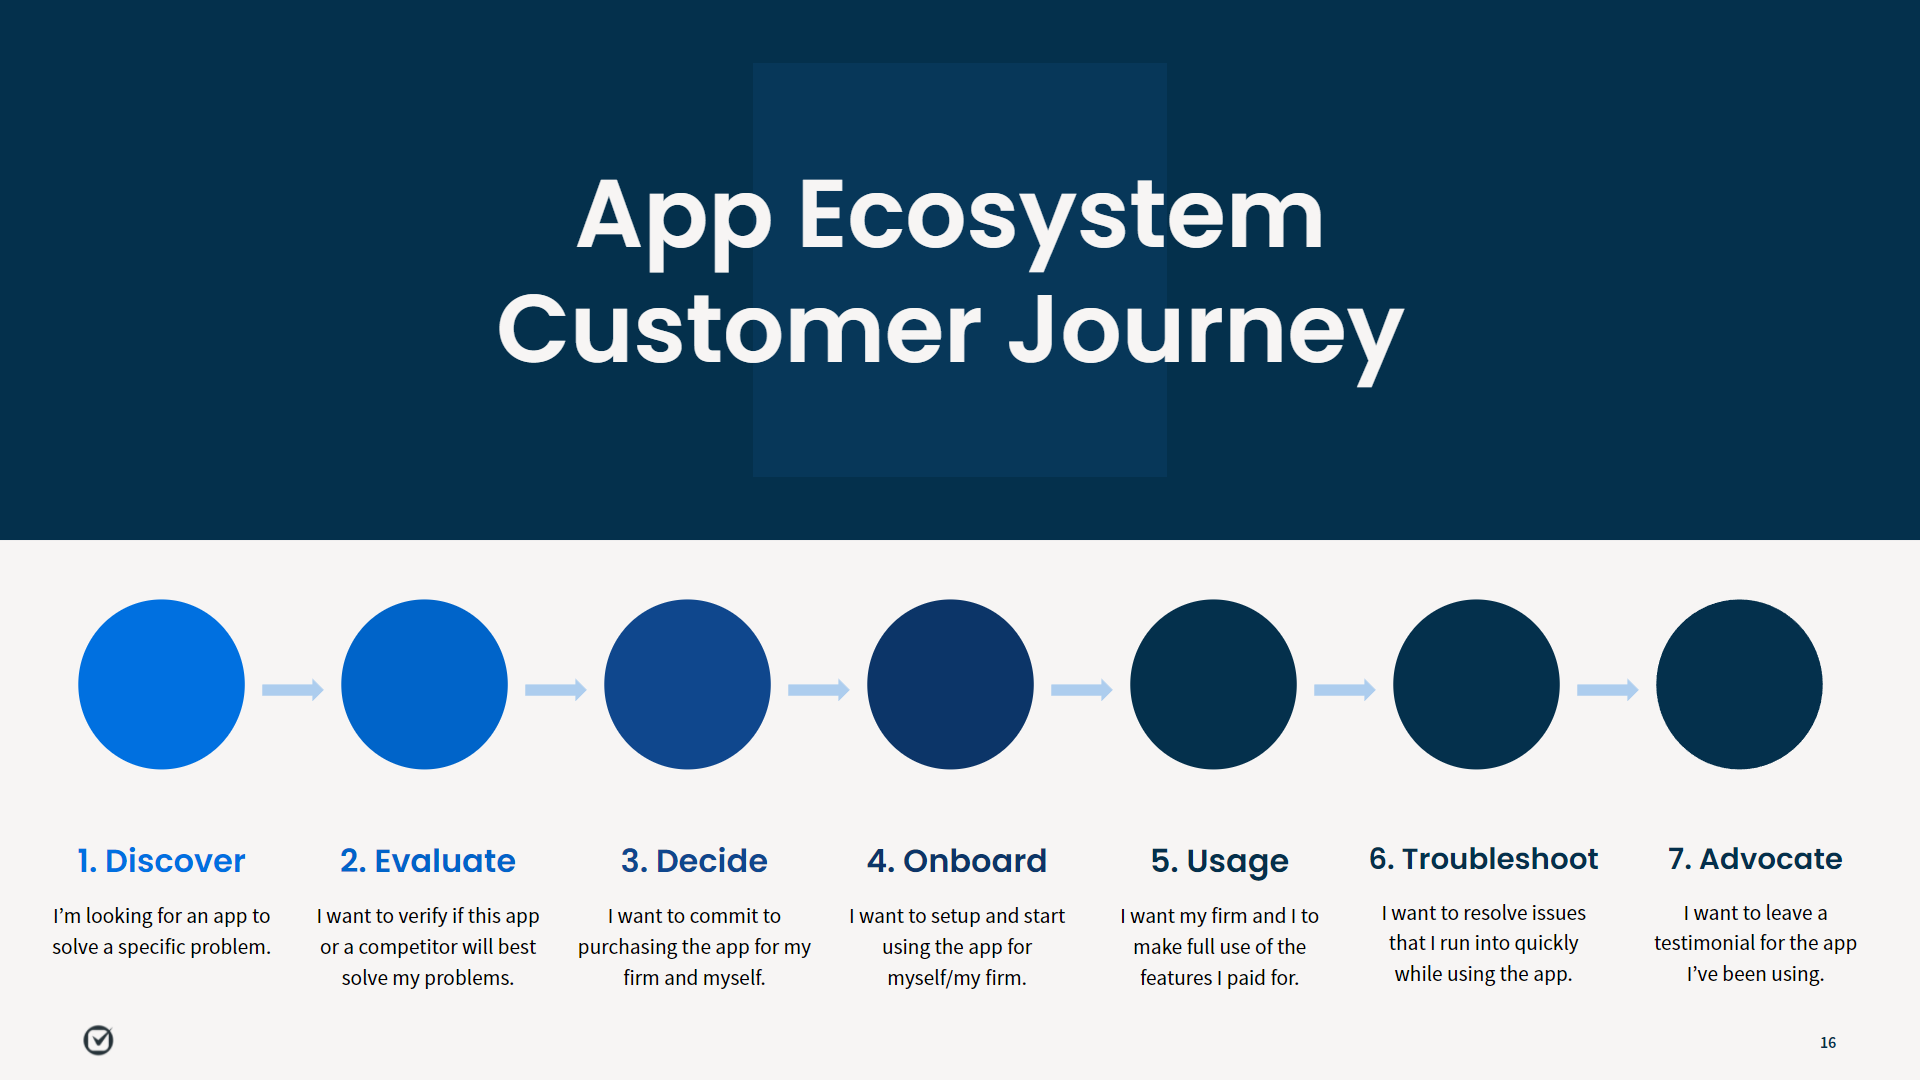 App Ecosystem
Customer Journey
1. Discover
I’m looking for an app to
solve a specific problem.
2. Evaluate
I want to verify if this app
or a competitor will best
solve my problems.
3. Decide
I want to commit to
purchasing the app for my
firm and myself.
4. Onboard
I want to setup and start
using the app for
myself/my firm.
5. Usage
I want my firm and I to
make full use of the
features I paid for.
6. Troubleshoot
I want to resolve issues
that I run into quickly
while using the app.
7. Advocate
I want to leave a
testimonial for the app
I’ve been using.
16